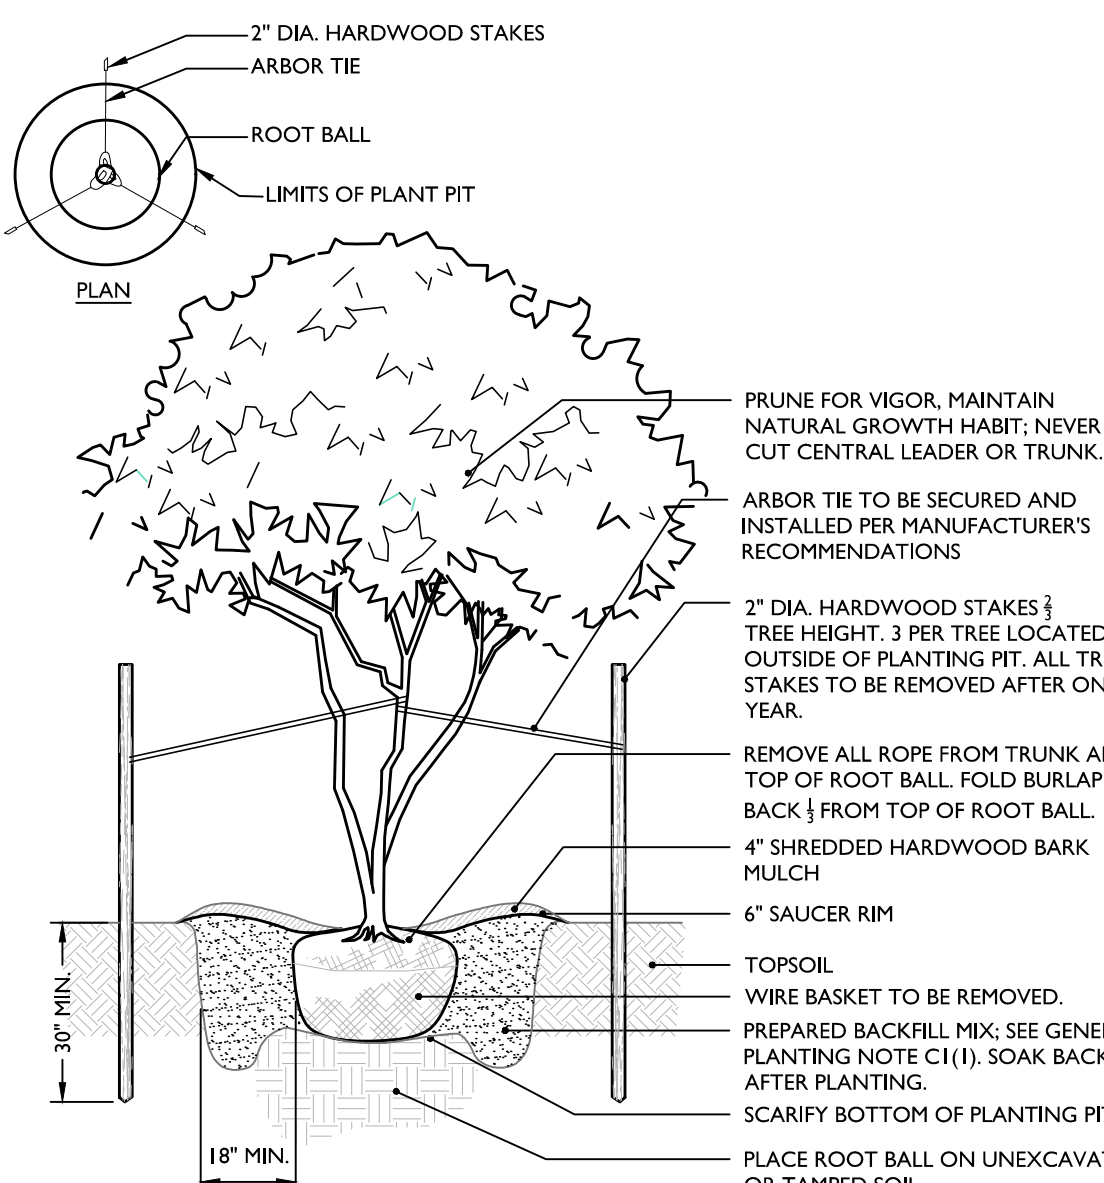 2" DIA. HARDWOOD STAKES
ARBOR TIE
ROOT BALL
LIMITS OF PLANT PIT
PLAN
PRUNE FOR VIGOR, MAINTAIN
NATURAL GROWTH HABIT; NEVER
CUT CENTRAL LEADER OR TRUNK.
ARBOR TIE TO BE SECURED AND
INSTALLED PER MANUFACTURER'S
RECOMMENDATIONS
2" DIA. HARDWOOD STAKES 2/3
TREE HEIGHT. 3 PER TREE LOCATED
OUTSIDE OF PLANTING PIT. ALL
STAKES TO BE REMOVED AFTER
YEAR.
REMOVE ALL ROPE FROM TRUNK
TOP OF ROOT BALL. FOLD BURLAP
BACK 1/3 FROM TOP OF ROOT BALL.
4" SHREDDED HARDWOOD BARK
MULCH
6" SAUCER RIM
TOPSOIL
WIRE BASKET TO BE REMOVED.
PREPARED BACKFILL MIX; SEE
PLANTING NOTE C1(1). SOAK
AFTER PLANTING.
SCARIFY BOTTOM OF PLANTING
PLACE ROOT BALL ON
OR TAMPED SOIL
30" MIN.
18" MIN.